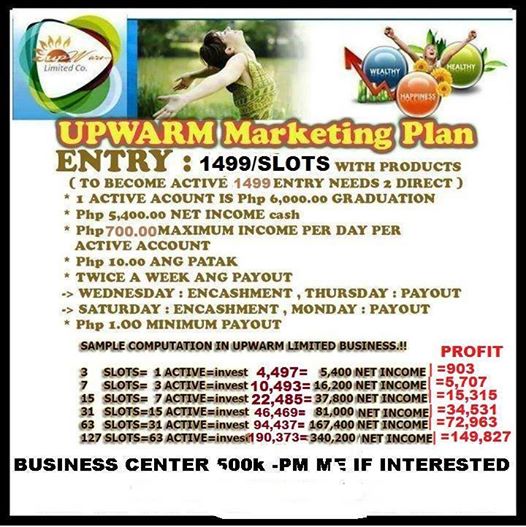 Limited Co.
WEALTHY
HEALTHY
HAPPINESS
UPWARM Marketing Plan
ENTRY : 1499/SLOTS WITH PRODUCTS
( TO BECOME ACTIVE 1499 ENTRY NEEDS 2 DIRECT )
* 1 ACTIVE ACOUNT IS Php 6,000.00 GRADUATION
* Php 5,400.00 NET INCOME cash
* Php 700.00 MAXIMUM INCOME PER DAY PER
ACTIVE ACCOUNT
* Php 10.00 ANG PATAK
* TWICE A WEEK ANG PAYOUT
-> WEDNESDAY : ENCASHMENT , THURSDAY : PAYOUT
-> SATURDAY : ENCASHMENT , MONDAY : PAYOUT
* Php 1.00 MINIMUM PAYOUT
SAMPLE COMPUTATION IN UPWARM LIMITED BUSINESS.!!
PROFIT
3 SLOTS= 1 ACTIVE=invest 4,497= 5,400 NET INCOME =903
7 SLOTS= 3 ACTIVE=invest 10,493= 16,200 NET INCOME =5,707
15 SLOTS= 7 ACTIVE=invest 22,485= 37,800 NET INCOME =15,315
31 SLOTS=15 ACTIVE=invest 46,469= 81,000 NET INCOME =34,531
63 SLOTS=31 ACTIVE=invest 94,437= 167,400 NET INCOME =72,963
127 SLOTS=63 ACTIVE=invest 190,373= 340,200 NET INCOME =149,827
BUSINESS CENTER 500k -PM ME IF INTERESTED